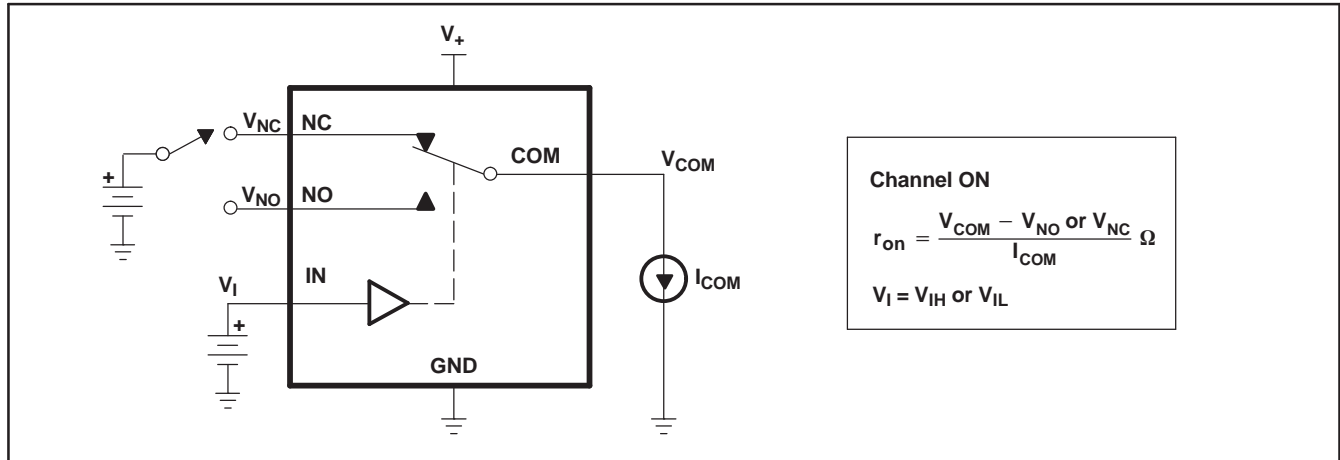 V+
VNC NC
COM
VCOM
+
VNO NO
VI IN
+
ICOM
GND
Channel ON
ron = VCOM − VNO or VNC / ICOM Ω
VI = VIH or VIL